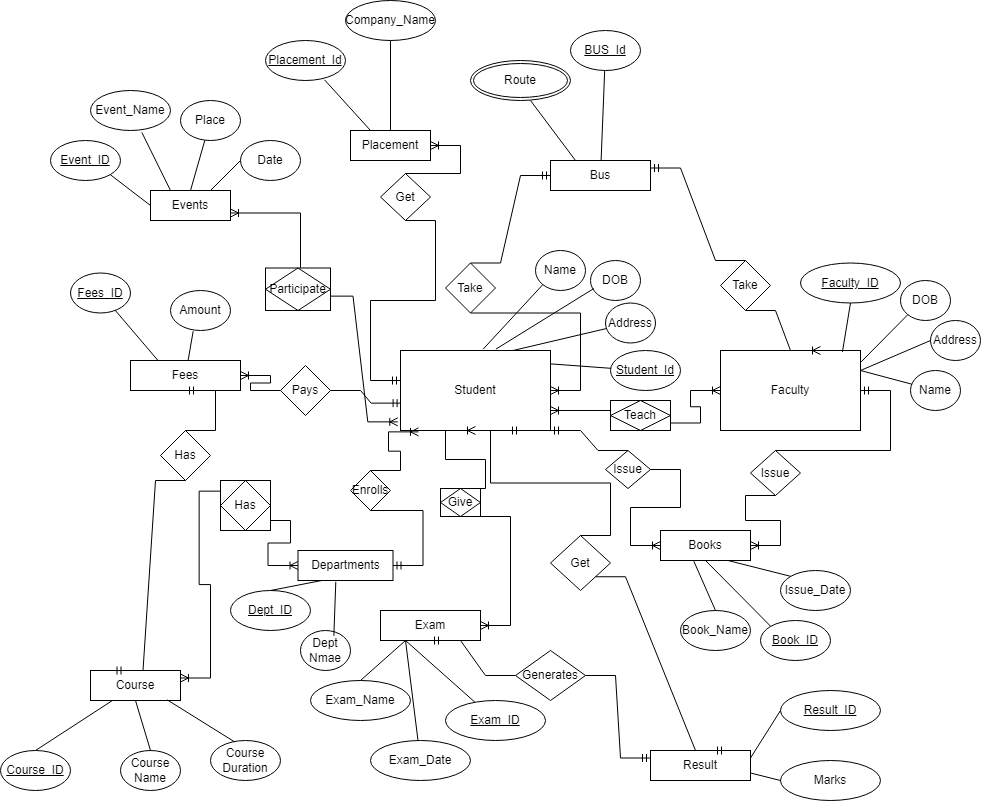 Company_Name
Placement_Id
BUS_Id
Route
Event_Name
Place
Event_ID
Date
Placement
Bus
Events
Get
Participate
Take
Name
DOB
Address
Student_Id
Take
Faculty_ID
DOB
Address
Name
Fees_ID
Amount
Fees
Pays
Student
Faculty
Teach
Has
Has
Enrolls
Give
Issue
Issue
Books
Departments
Get
Issue_Date
Book_Name
Book_ID
Dept_ID
Dept
Nmae
Exam
Course
Generates
Exam_Name
Exam_ID
Exam_Date
Result_ID
Result
Marks
Course_ID
Course
Name
Course
Duration